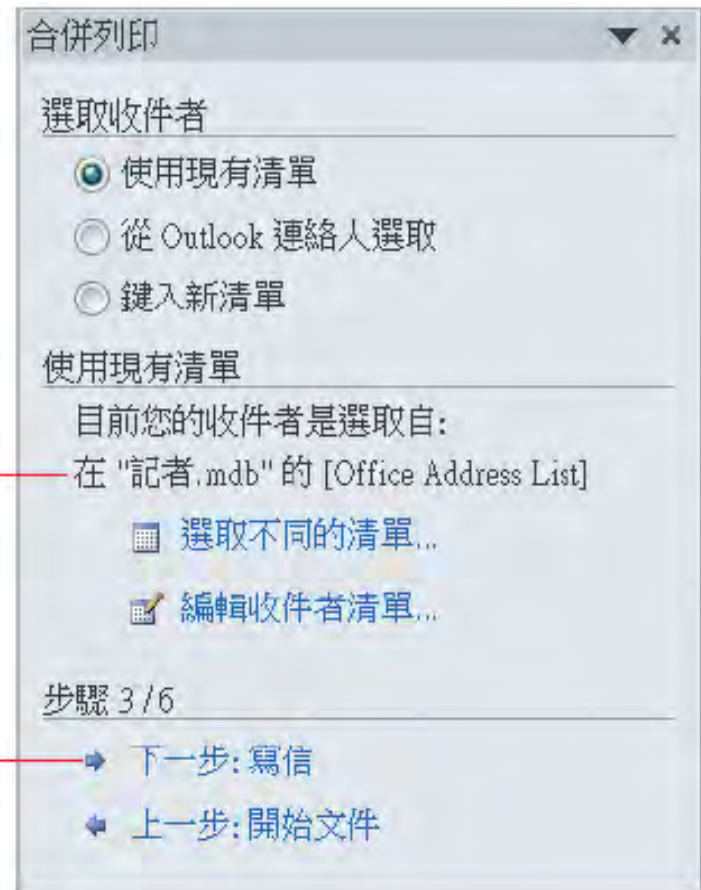 合併列印
選取收件者
使用現有清單
從 Outlook 連絡人選取
鍵入新清單
使用現有清單
目前您的收件者是選取自:
在 "記者.mdb" 的 [Office Address List]
選取不同的清單...
編輯收件者清單...
步驟 3 / 6
下一步: 寫信
上一步: 開始文件